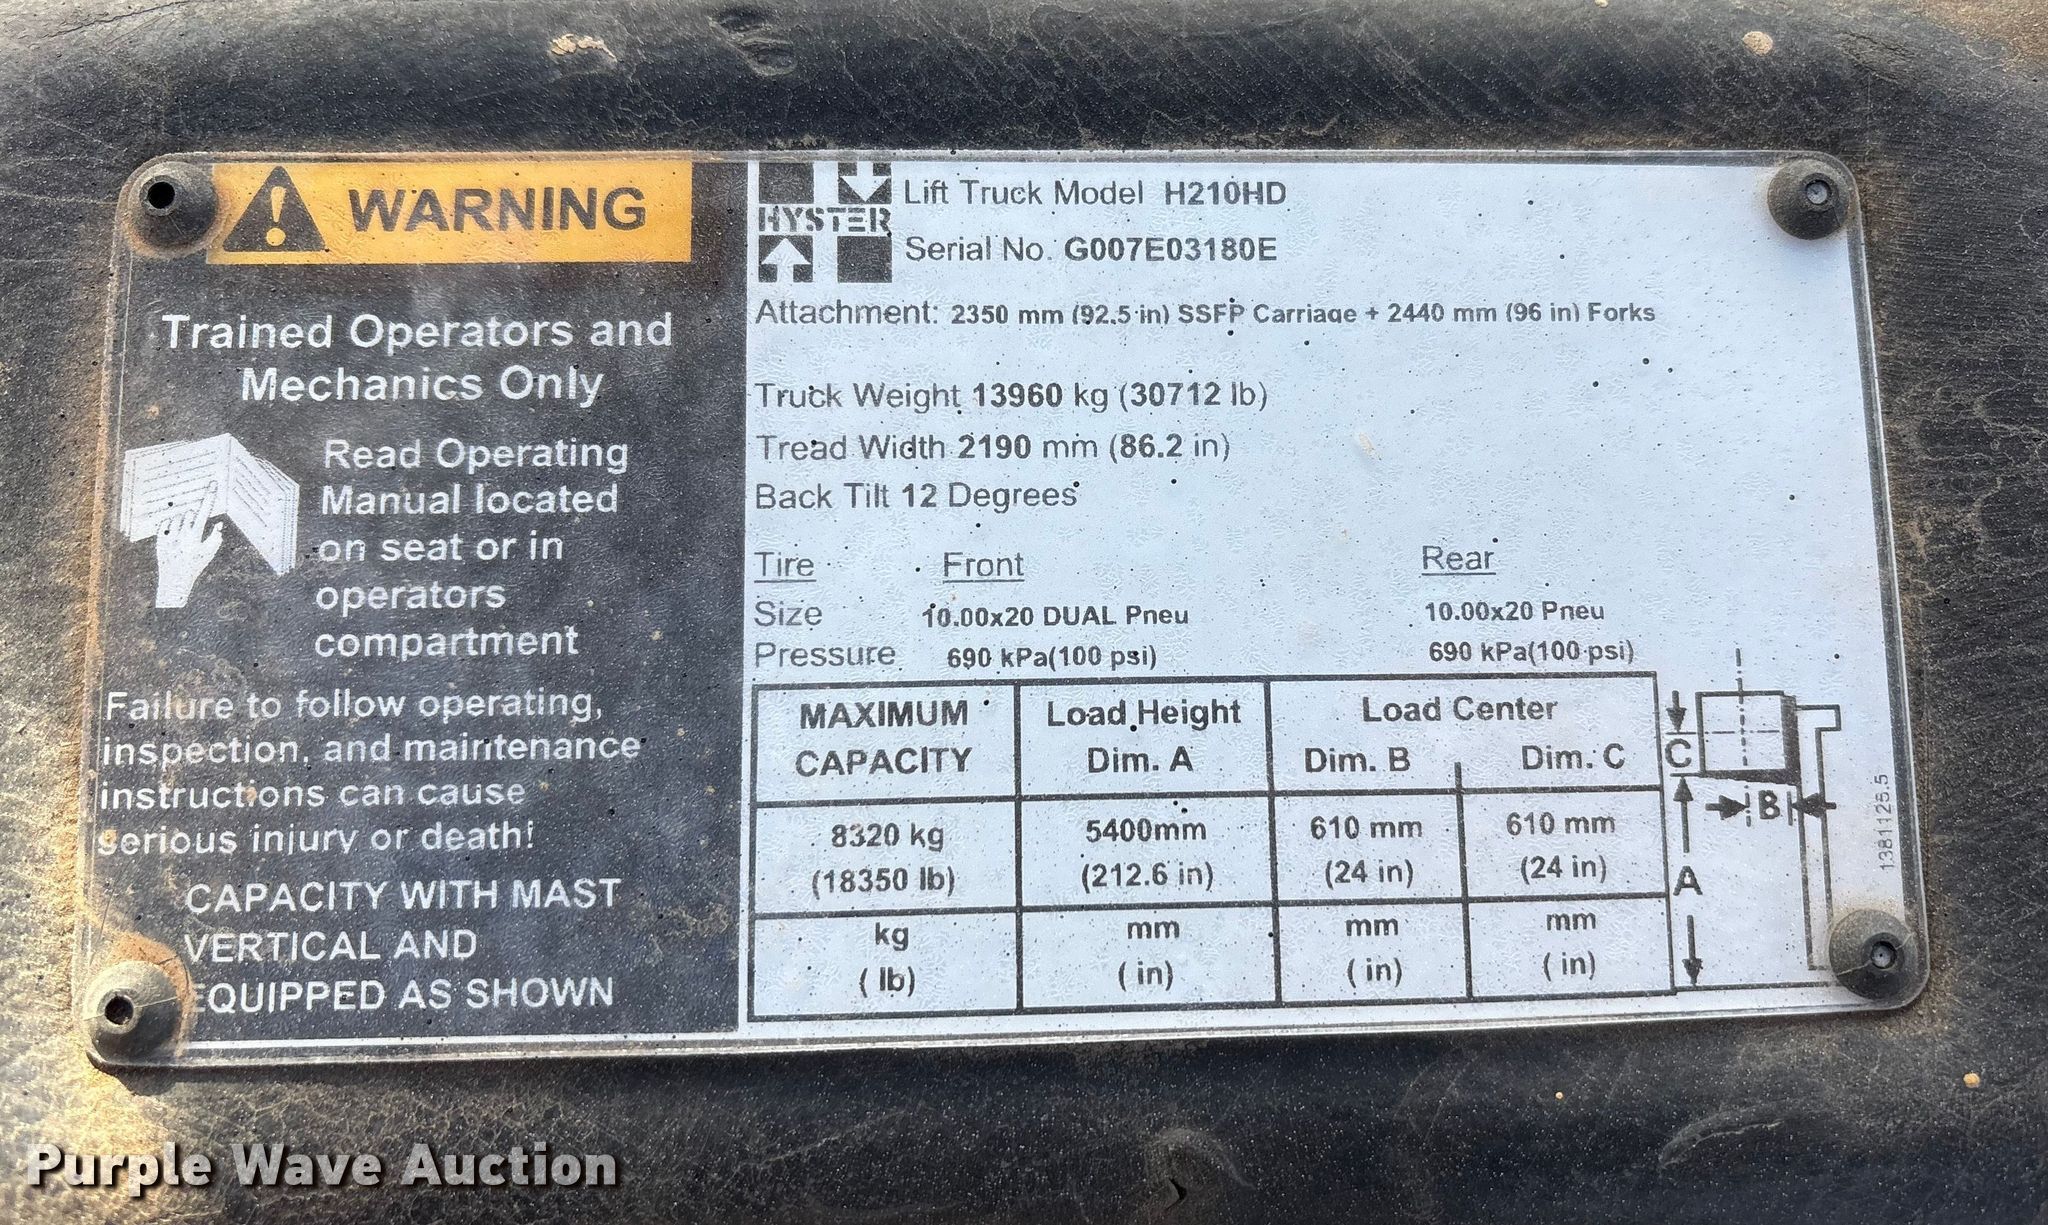 WARNING
Trained Operators and
Mechanics Only
Read Operating
Manual located
on seat or in
operators
compartment
Failure to follow operating,
inspection, and maintenance
instructions can cause
serious injury or death!
CAPACITY WITH MAST
VERTICAL AND
EQUIPPED AS SHOWN
HYSTER
Lift Truck Model H210HD
Serial No. G007E03180E
Attachment: 2350 mm (92.5 in) SSFP Carriage + 2440 mm (96 in) Forks
Truck Weight 13960 kg (30712 lb)
Tread Width 2190 mm (86.2 in)
Back Tilt 12 Degrees
Tire Front Rear
Size 10.00x20 DUAL Pneu 10.00x20 Pneu
Pressure 690 kPa(100 psi) 690 kPa(100 psi)
MAXIMUM Load Height Load Center
CAPACITY Dim. A Dim. B Dim. C
8320 kg 5400mm 610 mm 610 mm
(18350 lb) (212.6 in) (24 in) (24 in)
kg mm mm mm
( lb) ( in) ( in) ( in)
C
B
A
1381125.5
Purple Wave Auction